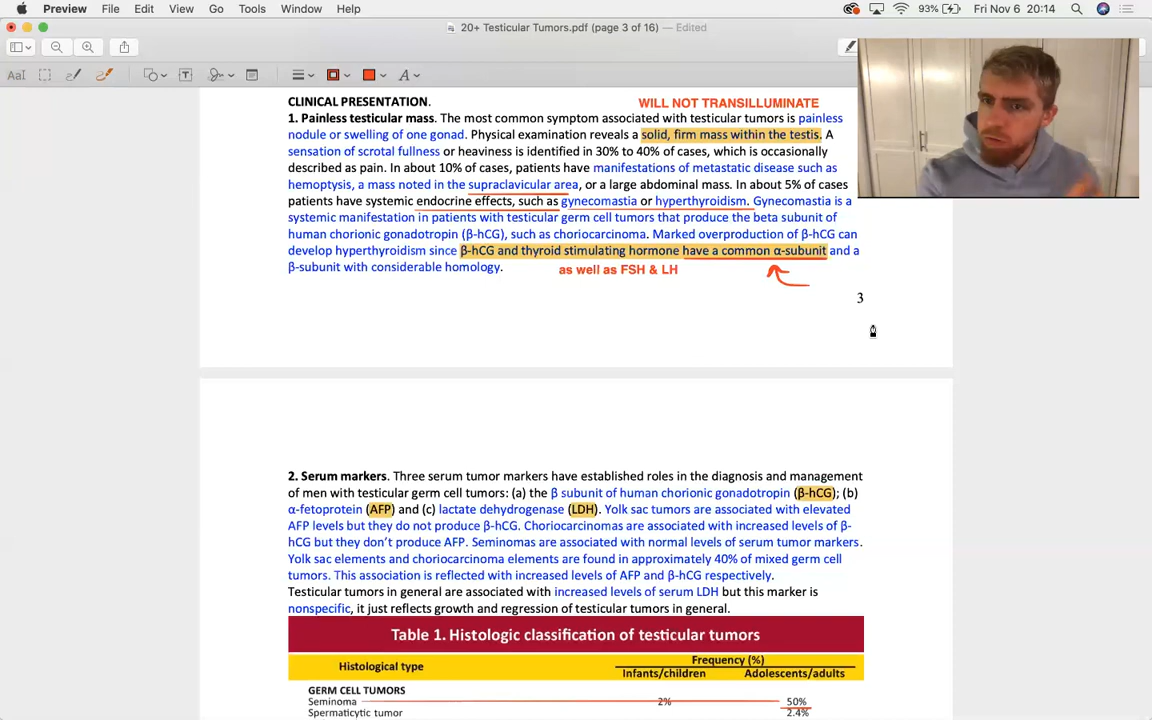 Preview File Edit View Go Tools Window Help 93% Fri Nov 6 20:14
20+ Testicular Tumors.pdf (page 3 of 16) — Edited
AaI A
CLINICAL PRESENTATION. WILL NOT TRANSILLUMINATE
1. Painless testicular mass. The most common symptom associated with testicular tumors is painless
nodule or swelling of one gonad. Physical examination reveals a solid, firm mass within the testis. A
sensation of scrotal fullness or heaviness is identified in 30% to 40% of cases, which is occasionally
described as pain. In about 10% of cases, patients have manifestations of metastatic disease such as
hemoptysis, a mass noted in the supraclavicular area, or a large abdominal mass. In about 5% of cases
patients have systemic endocrine effects, such as gynecomastia or hyperthyroidism. Gynecomastia is a
systemic manifestation in patients with testicular germ cell tumors that produce the beta subunit of
human chorionic gonadotropin (β-hCG), such as choriocarcinoma. Marked overproduction of β-hCG can
develop hyperthyroidism since β-hCG and thyroid stimulating hormone have a common α-subunit and a
β-subunit with considerable homology. as well as FSH & LH
3
2. Serum markers. Three serum tumor markers have established roles in the diagnosis and management
of men with testicular germ cell tumors: (a) the β subunit of human chorionic gonadotropin (β-hCG); (b)
α-fetoprotein (AFP) and (c) lactate dehydrogenase (LDH). Yolk sac tumors are associated with elevated
AFP levels but they do not produce β-hCG. Choriocarcinomas are associated with increased levels of β-
hCG but they don't produce AFP. Seminomas are associated with normal levels of serum tumor markers.
Yolk sac elements and choriocarcinoma elements are found in approximately 40% of mixed germ cell
tumors. This association is reflected with increased levels of AFP and β-hCG respectively.
Testicular tumors in general are associated with increased levels of serum LDH but this marker is
nonspecific, it just reflects growth and regression of testicular tumors in general.
Table 1. Histologic classification of testicular tumors
Histological type Frequency (%)
Infants/children Adolescents/adults
GERM CELL TUMORS
Seminoma 2% 50%
Spermaticytic tumor 2.4%